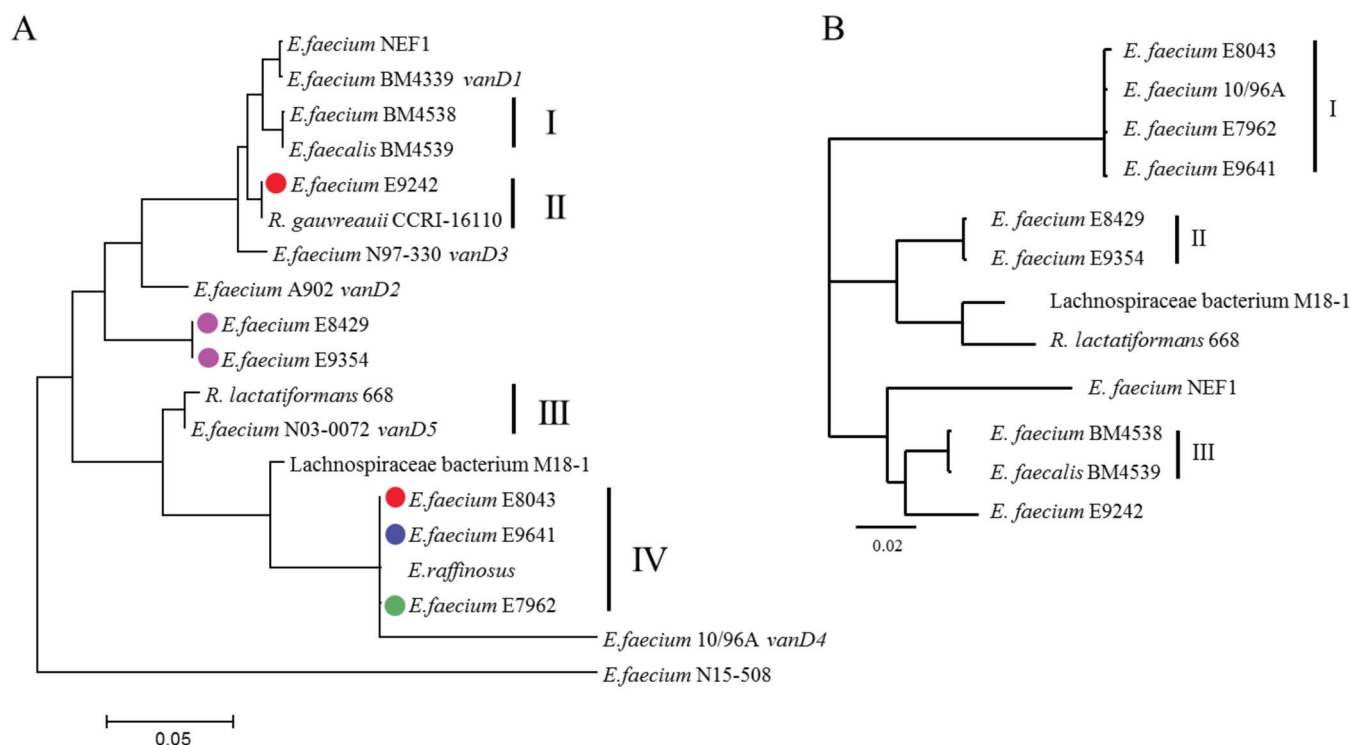 A
E.faecium NEF1
E.faecium BM4339 vanD1
E.faecium BM4538
E.faecalis BM4539
I
E.faecium E9242
R. gauvreauii CCRI-16110
II
E.faecium N97-330 vanD3
E.faecium A902 vanD2
E.faecium E8429
E.faecium E9354
R. lactatiformans 668
E.faecium N03-0072 vanD5
III
Lachnospiraceae bacterium M18-1
E.faecium E8043
E.faecium E9641
E.raffinosus
E.faecium E7962
IV
E.faecium 10/96A vanD4
E.faecium N15-508
0.05
B
E. faecium E8043
E. faecium 10/96A
E. faecium E7962
E. faecium E9641
I
E. faecium E8429
E. faecium E9354
II
Lachnospiraceae bacterium M18-1
R. lactatiformans 668
E. faecium NEF1
E. faecium BM4538
E. faecalis BM4539
III
E. faecium E9242
0.02